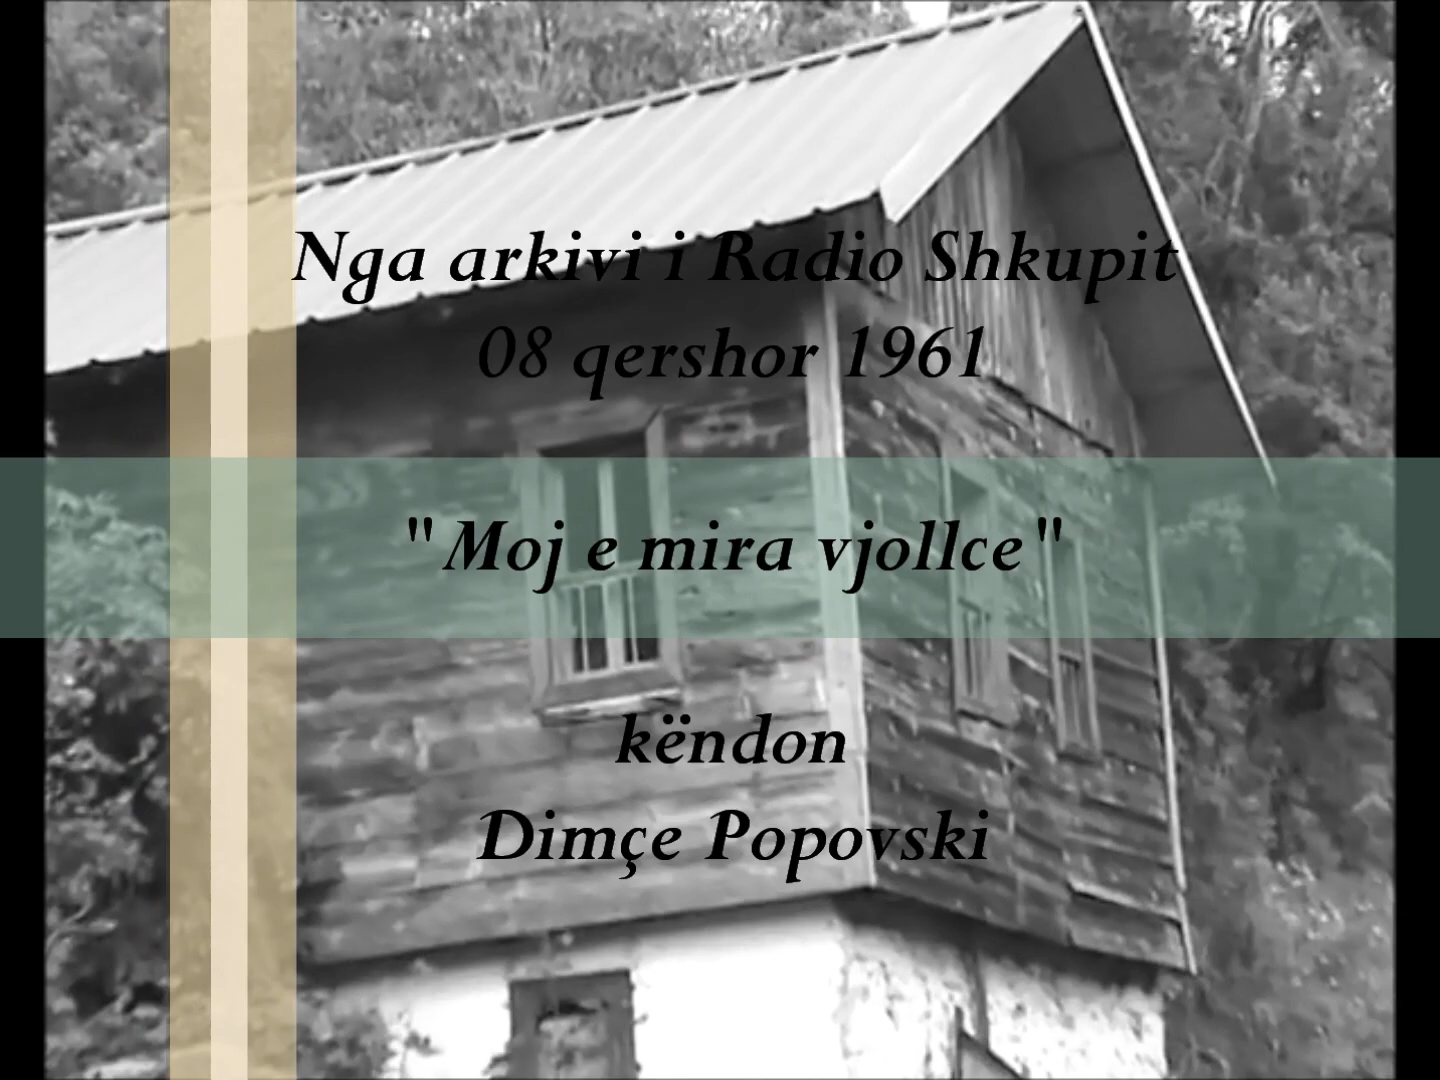 Nga arkivi i Radio Shkupit
08 qershor 1961
"Moj e mira vjollce"
këndon
Dimçe Popovski